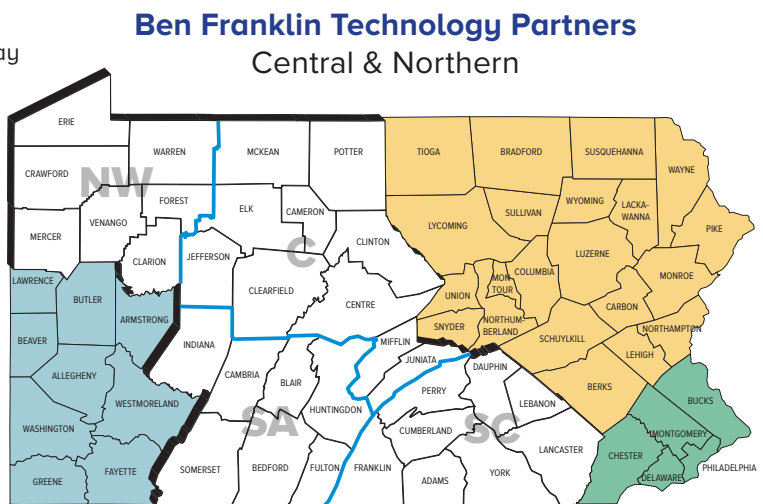 Ben Franklin Technology Partners
Central & Northern
ay
ERIE
WARREN
MCKEAN
POTTER
TIOGA
BRADFORD
SUSQUEHANNA
WAYNE
CRAWFORD
NW
FOREST
ELK
CAMERON
WYOMING
LACKA-
WANNA
SULLIVAN
LYCOMING
PIKE
MERCER
VENANGO
CLARION
JEFFERSON
C
CLINTON
LUZERNE
COLUMBIA
MON
TOUR
MONROE
LAWRENCE
BUTLER
ARMSTRONG
CLEARFIELD
CENTRE
UNION
CARBON
SNYDER
NORTHUM-
BERLAND
SCHUYLKILL
NORTHAMPTON
BEAVER
INDIANA
MIFFLIN
JUNIATA
DAUPHIN
LEHIGH
ALLEGHENY
CAMBRIA
BLAIR
PERRY
BERKS
WESTMORELAND
HUNTINGDON
LEBANON
BUCKS
WASHINGTON
SA
CUMBERLAND
SC
MONTGOMERY
LANCASTER
CHESTER
GREENE
FAYETTE
SOMERSET
BEDFORD
FULTON
FRANKLIN
ADAMS
YORK
DELAWARE
PHILADELPHIA